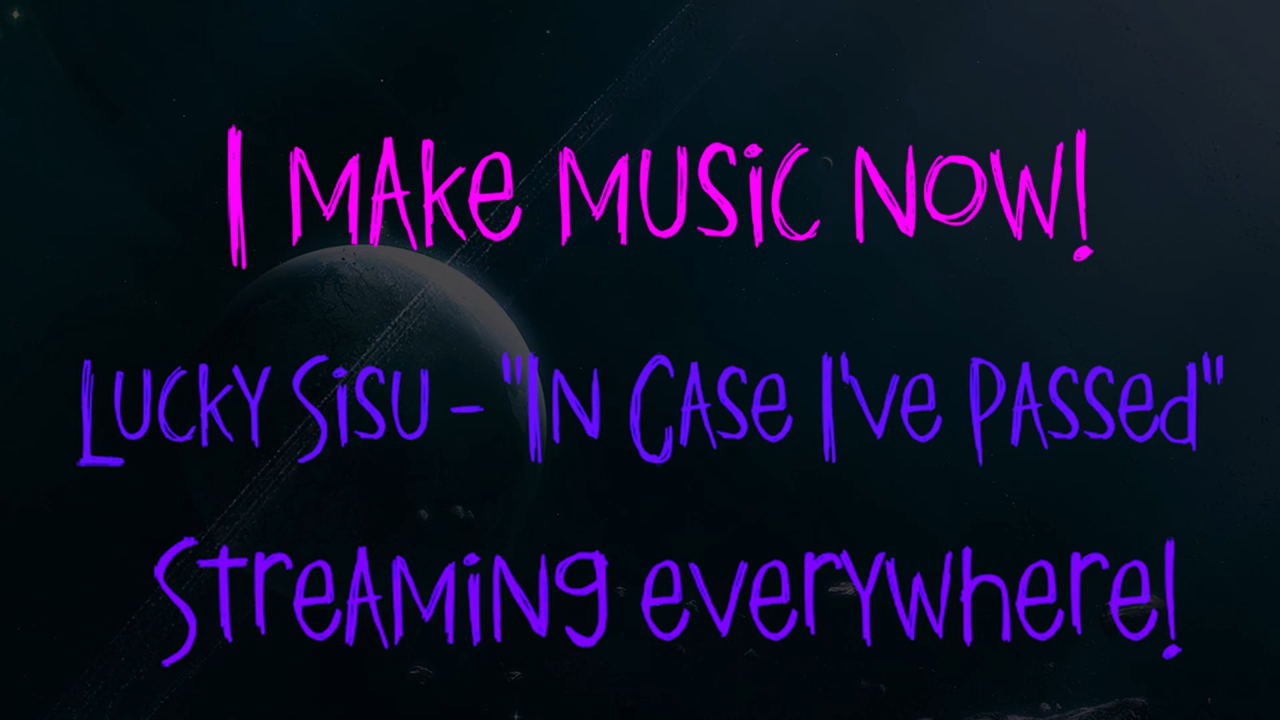 I MAKE MUSIC NOW!
LUCKY SISU - "IN CASE I'VE PASSED"
STREAMING EVERYWHERE!